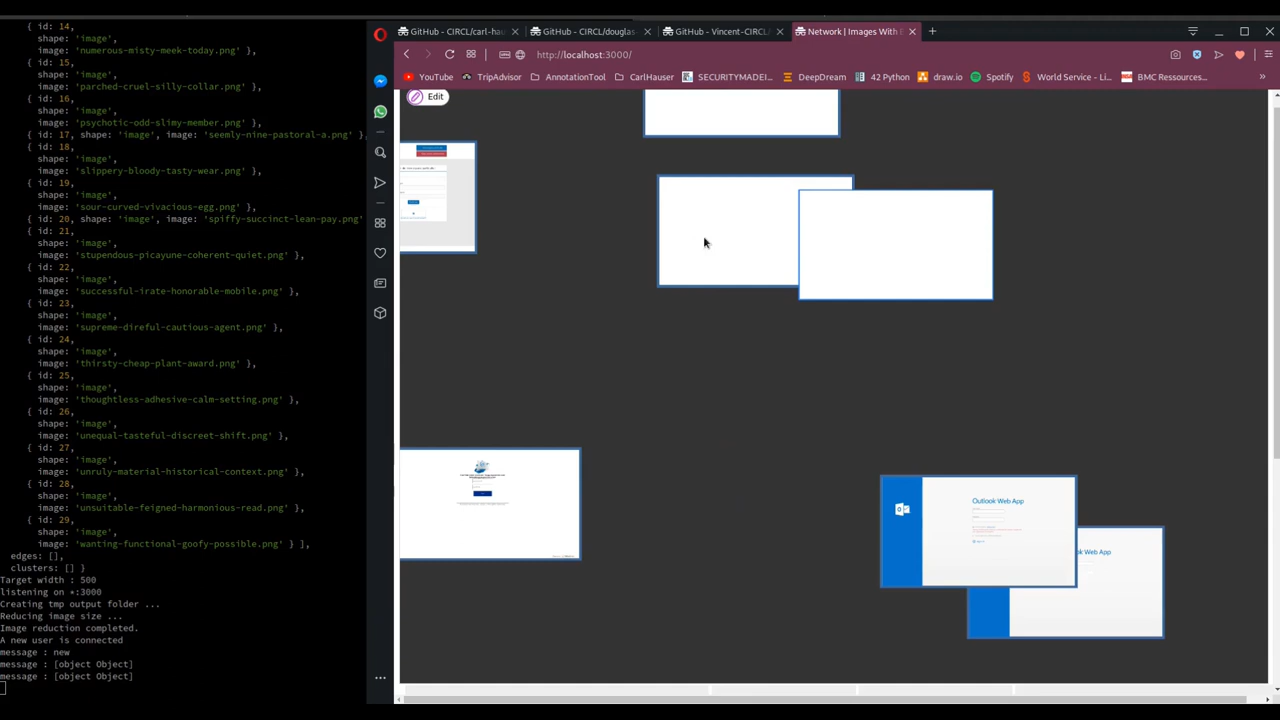 { id: 14,
shape: 'image',
image: 'numerous-misty-meek-today.png' },
{ id: 15,
shape: 'image',
image: 'parched-cruel-silly-collar.png' },
{ id: 16,
shape: 'image',
image: 'psychotic-odd-slimy-member.png' },
{ id: 17, shape: 'image', image: 'seemly-nine-pastoral-a.png' },
{ id: 18,
shape: 'image',
image: 'slippery-bloody-tasty-wear.png' },
{ id: 19,
shape: 'image',
image: 'sour-curved-vivacious-egg.png' },
{ id: 20, shape: 'image', image: 'spiffy-succinct-lean-pay.png'
{ id: 21,
shape: 'image',
image: 'stupendous-picayune-coherent-quiet.png' },
{ id: 22,
shape: 'image',
image: 'successful-irate-honorable-mobile.png' },
{ id: 23,
shape: 'image',
image: 'supreme-direful-cautious-agent.png' },
{ id: 24,
shape: 'image',
image: 'thirsty-cheap-plant-award.png' },
{ id: 25,
shape: 'image',
image: 'thoughtless-adhesive-calm-setting.png' },
{ id: 26,
shape: 'image',
image: 'unequal-tasteful-discreet-shift.png' },
{ id: 27,
shape: 'image',
image: 'unruly-material-historical-context.png' },
{ id: 28,
shape: 'image',
image: 'unsuitable-feigned-harmonious-read.png' },
{ id: 29,
shape: 'image',
image: 'wanting-functional-goofy-possible.png' } ],
edges: [],
clusters: [] }
Target width : 500
listening on *:3000
Creating tmp output folder ...
Reducing image size ...
Image reduction completed.
A new user is connected
message : new
message : [object Object]
message : [object Object]
GitHub - CIRCL/carl-hau GitHub - CIRCL/douglas- GitHub - Vincent-CIRCL/ Network | Images With E
http://localhost:3000/
YouTube TripAdvisor AnnotationTool CarlHauser SECURITYMADEI... DeepDream 42 Python draw.io Spotify World Service - Li... BMC Ressources... »
Edit
Outlook Web App
ok Web App